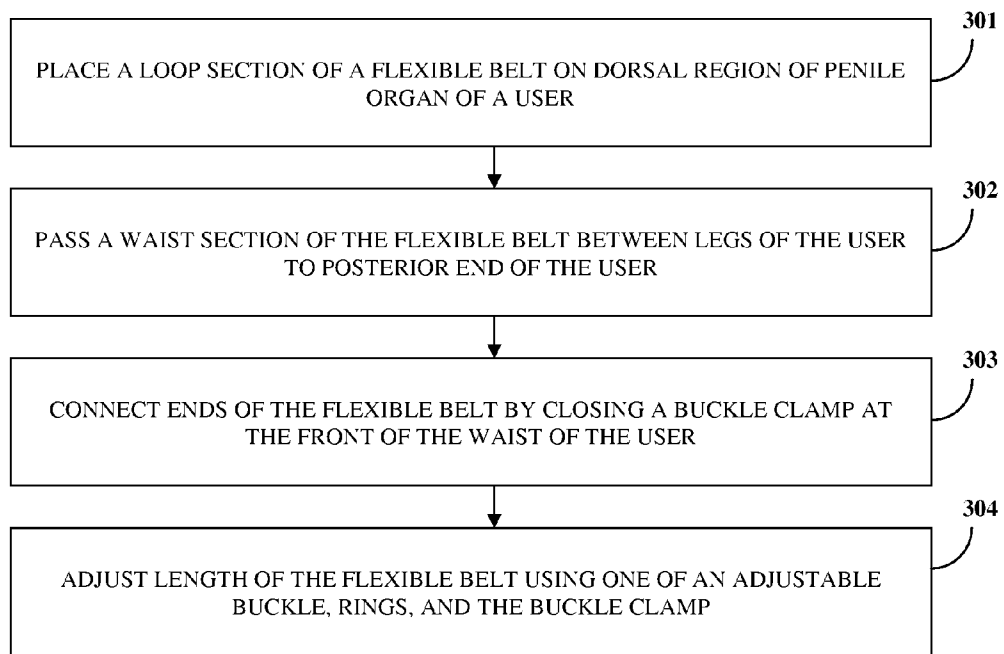 301
PLACE A LOOP SECTION OF A FLEXIBLE BELT ON DORSAL REGION OF PENILE
ORGAN OF A USER
302
PASS A WAIST SECTION OF THE FLEXIBLE BELT BETWEEN LEGS OF THE USER
TO POSTERIOR END OF THE USER
303
CONNECT ENDS OF THE FLEXIBLE BELT BY CLOSING A BUCKLE CLAMP AT
THE FRONT OF THE WAIST OF THE USER
304
ADJUST LENGTH OF THE FLEXIBLE BELT USING ONE OF AN ADJUSTABLE
BUCKLE, RINGS, AND THE BUCKLE CLAMP